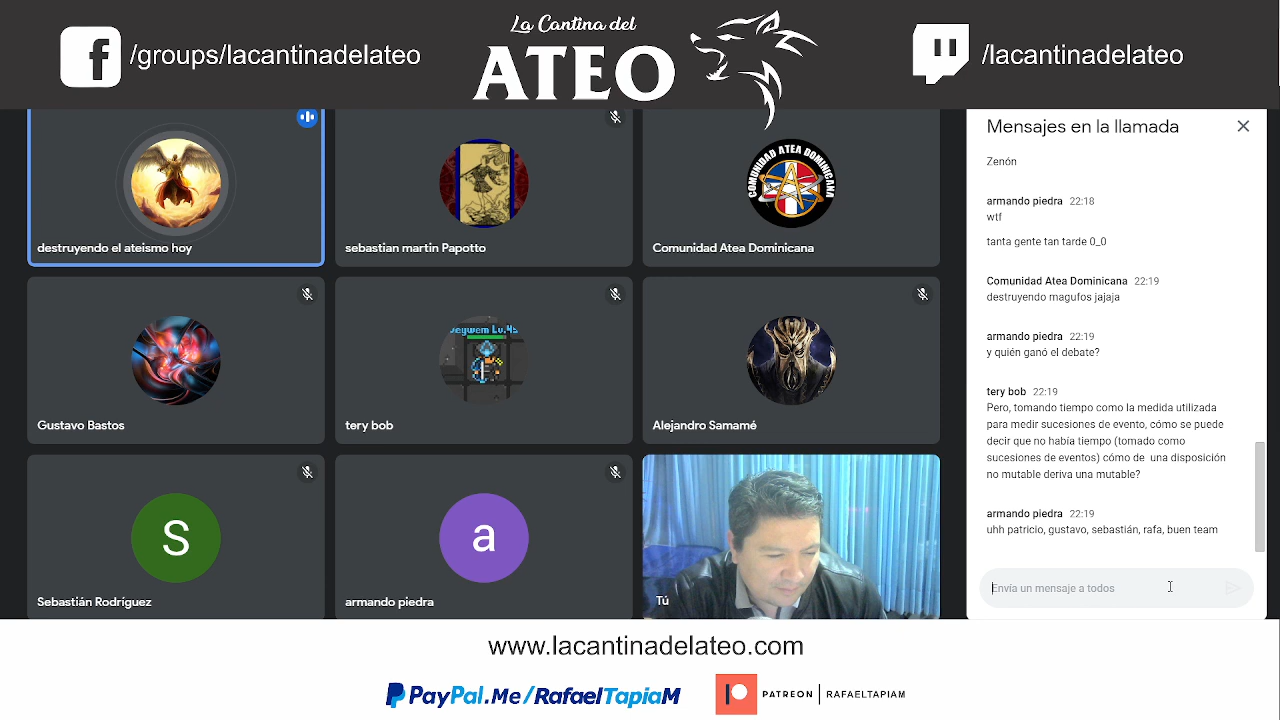 /groups/lacantinadelateo
La Cantina del
ATEO
/lacantinadelateo
destruyendo el ateismo hoy
sebastian martin Papotto
COMUNIDAD ATEA DOMINICANA
Comunidad Atea Dominicana
Gustavo Bastos
tery bob
Alejandro Samamé
S
Sebastián Rodríguez
a
armando piedra
Tú
Mensajes en la llamada
Zenón
armando piedra 22:18
wtf
tanta gente tan tarde 0_0
Comunidad Atea Dominicana 22:19
destruyendo magufos jajaja
armando piedra 22:19
y quién ganó el debate?
tery bob 22:19
Pero, tomando tiempo como la medida utilizada
para medir sucesiones de evento, cómo se puede
decir que no había tiempo (tomado como
sucesiones de eventos) cómo de una disposición
no mutable deriva una mutable?
armando piedra 22:19
uhh patricio, gustavo, sebastián, rafa, buen team
Envía un mensaje a todos
www.lacantinadelateo.com
PayPal.Me/RafaelTapiaM
PATREON | RAFAELTAPIAM